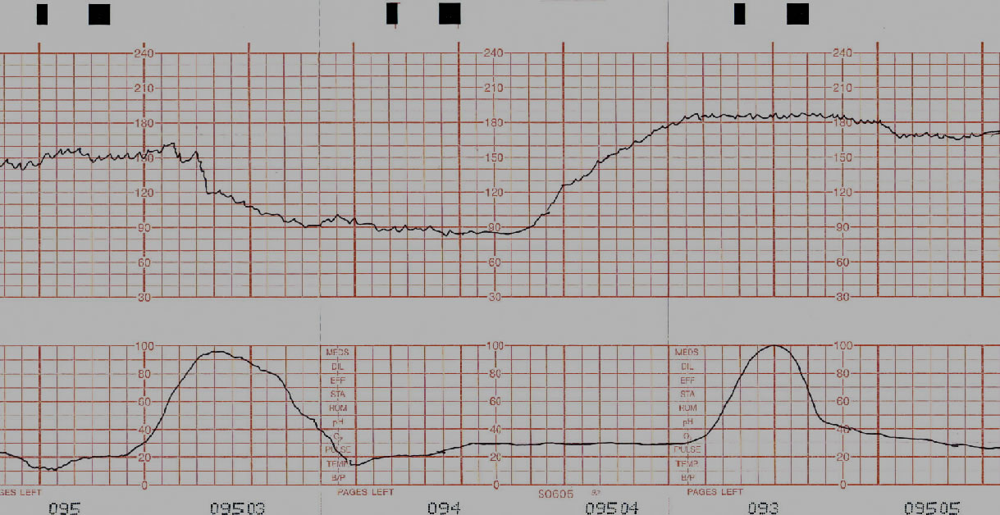 240 240 240
210 210 210
180 180 180
150 150 150
120 120 120
90 90 90
60 60 60
30 30 30
100 MEDS 100 MEDS 100
DIL DIL
80 EFF 80 EFF 80
STA STA
60 ROM 60 ROM 60
pH pH
40 O₂ 40 O₂ 40
20 PULSE 20 PULSE 20
TEMP TEMP
0 B/P 0 B/P 0
GES LEFT PAGES LEFT S0605 PAGES LEFT
095 09503 094 09504 093 09505